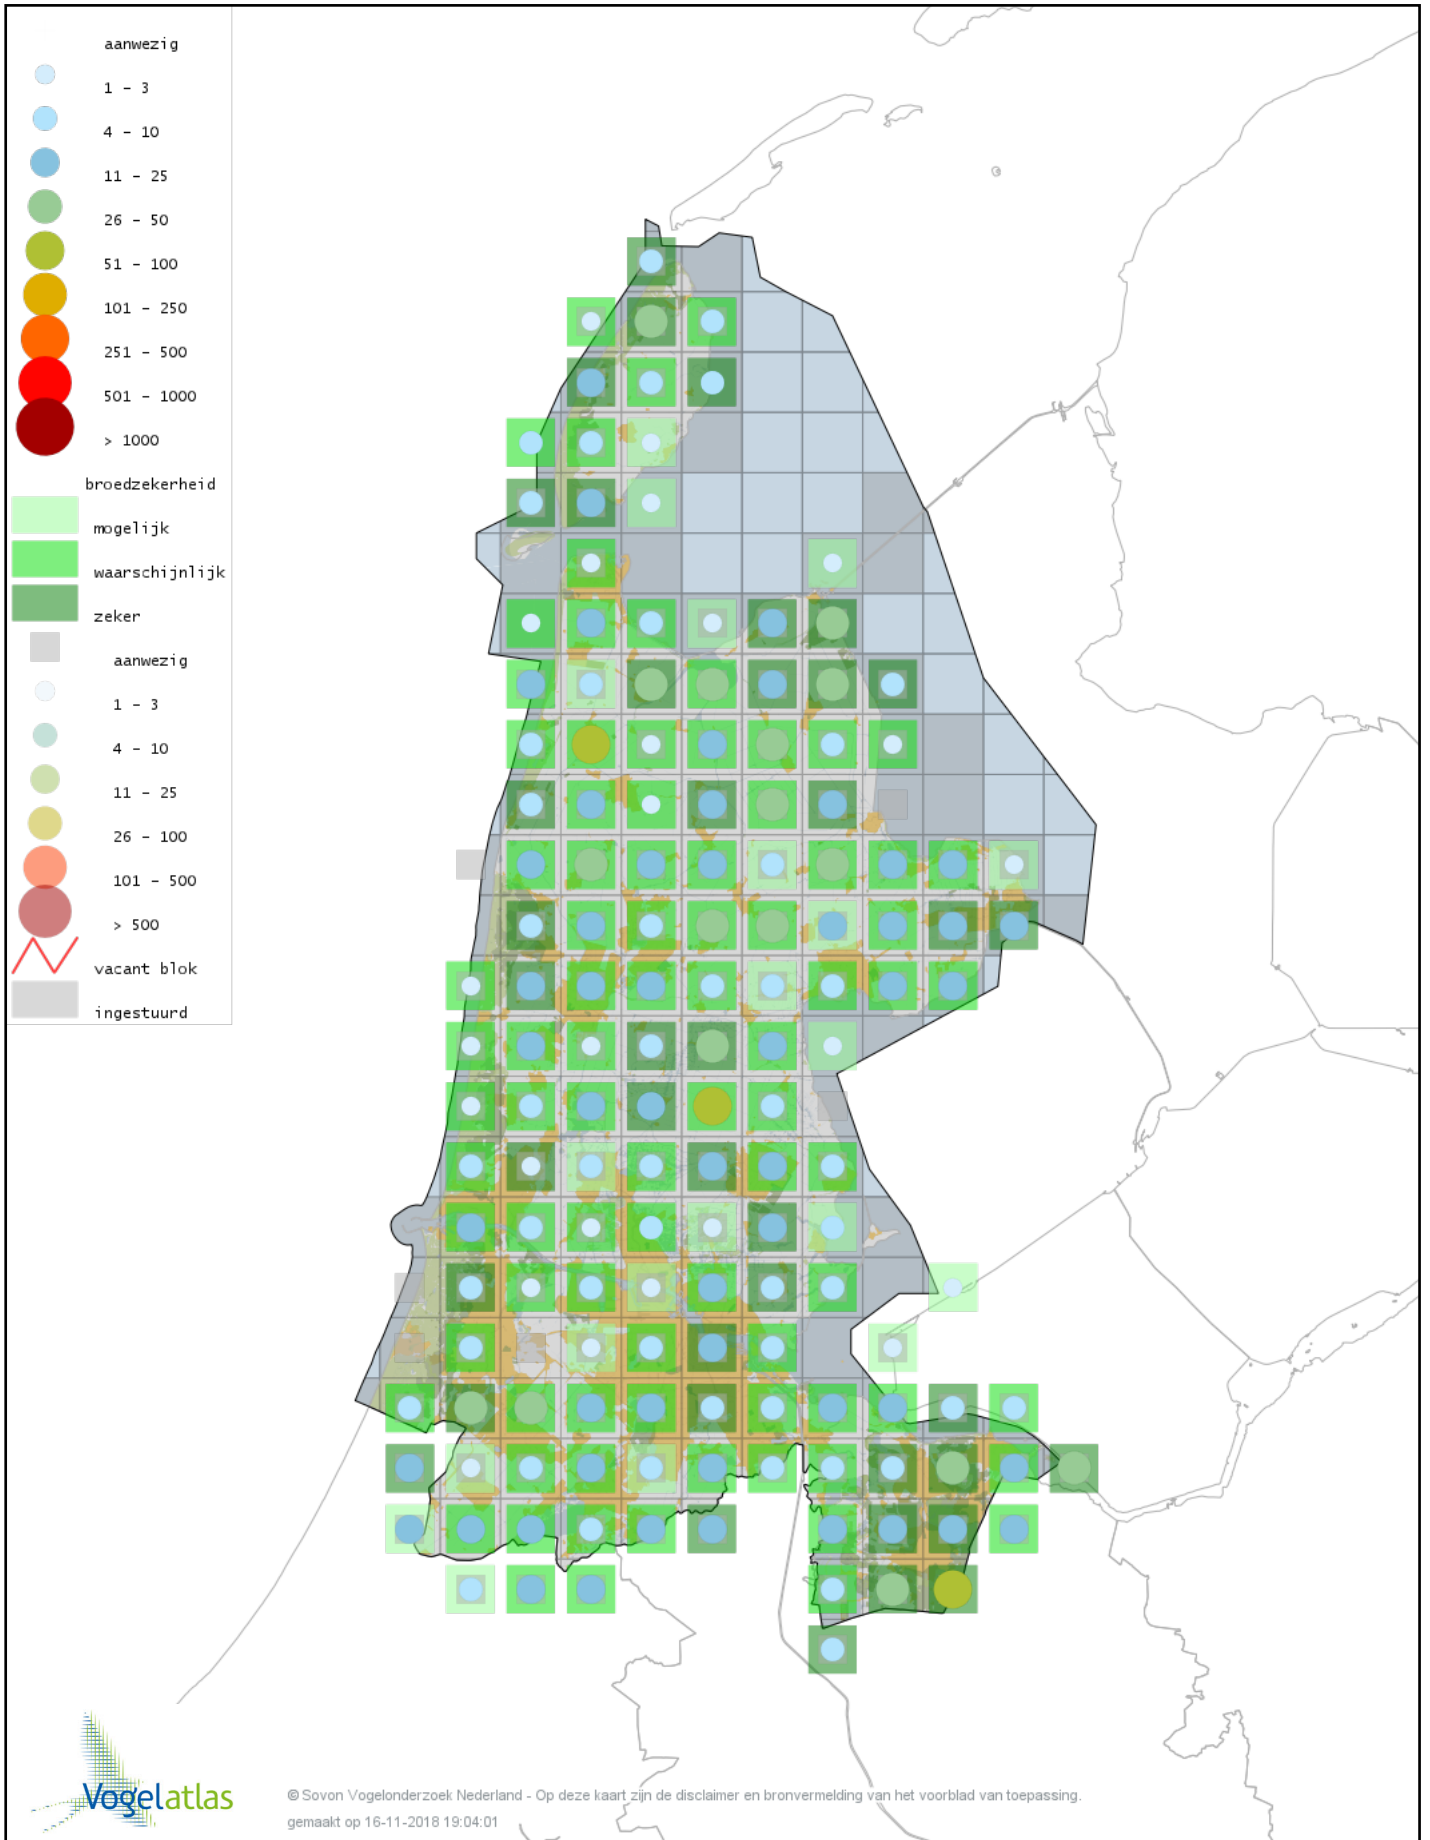 aanwezig
1 - 3
4 - 10
11 - 25
26 - 50
51 - 100
101 - 250
251 - 500
501 - 1000
> 1000
broedzekerheid
mogelijk
waarschijnlijk
zeker
aanwezig
1 - 3
4 - 10
11 - 25
26 - 100
101 - 500
> 500
vacant blok
ingestuurd
Vogelatlas
© Sovon Vogelonderzoek Nederland - Op deze kaart zijn de disclaimer en bronvermelding van het voorblad van toepassing.
gemaakt op 16-11-2018 19:04:01